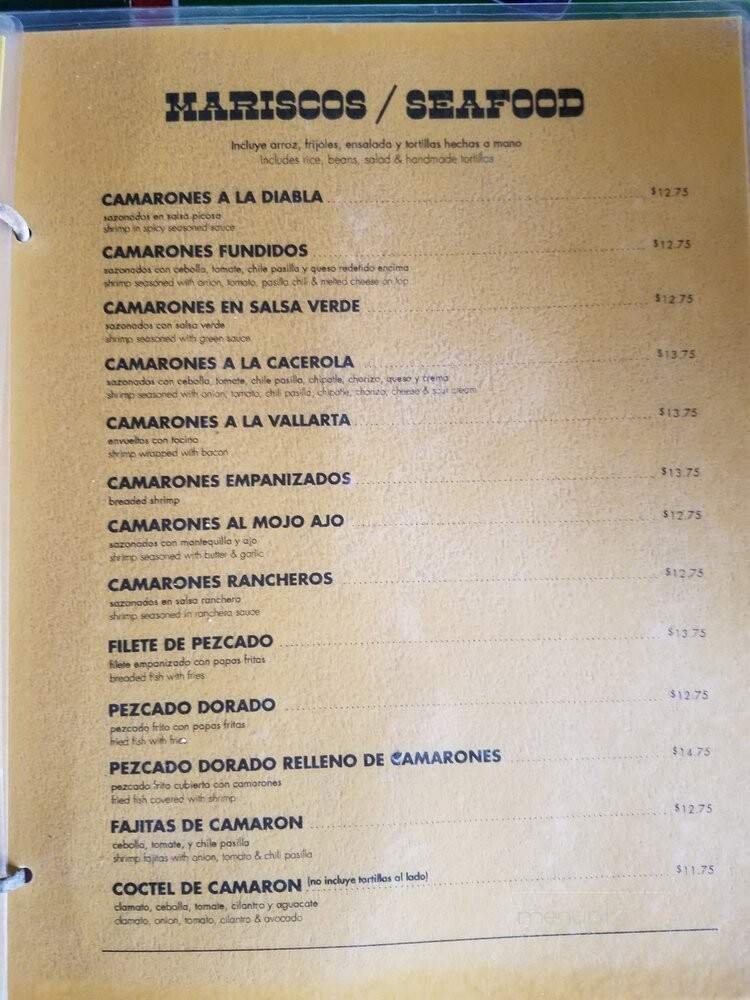 MARISCOS / SEAFOOD
Incluye arroz, frijoles, ensalada y tortillas hechas a mano
Includes rice, beans, salad & handmade tortillas
CAMARONES A LA DIABLA $12.75
sazonados en salsa picosa
shrimp in spicy seasoned sauce
CAMARONES FUNDIDOS $12.75
sazonados con cebolla, tomate, chile pasilla y queso redetido encima
shrimp seasoned with onion, tomato, pasilla chili & melted cheese on top
CAMARONES EN SALSA VERDE $12.75
sazonados con salsa verde
shrimp seasoned with green sauce
CAMARONES A LA CACEROLA $13.75
sazonados con cebolla, tomate, chile pasilla, chipotle, chorizo, queso y crema
shrimp seasoned with onion, tomato, chili pasilla, chipotle, chorizo, cheese & sour cream
CAMARONES A LA VALLARTA $13.75
envueltos con tocino
shrimp wrapped with bacon
CAMARONES EMPANIZADOS $13.75
breaded shrimp
CAMARONES AL MOJO AJO $12.75
sazonados con mantequilla y ajo
shrimp seasoned with butter & garlic
CAMARONES RANCHEROS $12.75
sazonados en salsa ranchera
shrimp seasoned in ranchera sauce
FILETE DE PEZCADO $13.75
filete empanizado con papas fritas
breaded fish with fries
PEZCADO DORADO $12.75
pezcado frito con papas fritas
fried fish with fries
PEZCADO DORADO RELLENO DE CAMARONES $14.75
pezcado frito cubierto con camarones
fried fish covered with shrimp
FAJITAS DE CAMARON $12.75
cebolla, tomate, y chile pasilla
shrimp fajitas with onion, tomato & chili pasilla
COCTEL DE CAMARON (no incluye tortillas al lado) $11.75
clamato, cebolla, tomate, cilantro y aguacate
clamato, onion, tomato, cilantro & avocado